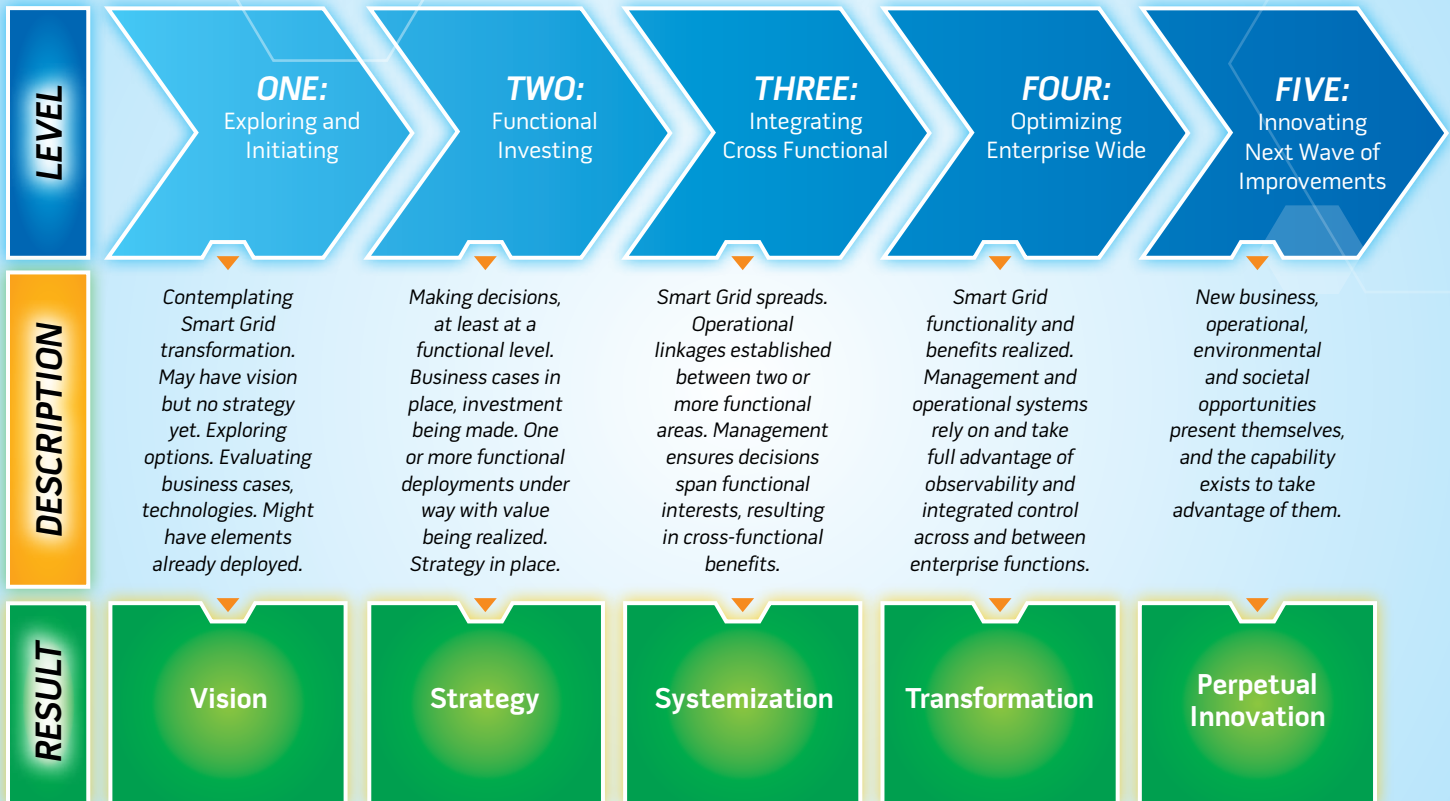 LEVEL
ONE:
Exploring and
Initiating
TWO:
Functional
Investing
THREE:
Integrating
Cross Functional
FOUR:
Optimizing
Enterprise Wide
FIVE:
Innovating
Next Wave of
Improvements
DESCRIPTION
Contemplating
Smart Grid
transformation.
May have vision
but no strategy
yet. Exploring
options. Evaluating
business cases,
technologies. Might
have elements
already deployed.
Making decisions,
at least at a
functional level.
Business cases in
place, investment
being made. One
or more functional
deployments under
way with value
being realized.
Strategy in place.
Smart Grid spreads.
Operational
linkages established
between two or
more functional
areas. Management
ensures decisions
span functional
interests, resulting
in cross-functional
benefits.
Smart Grid
functionality and
benefits realized.
Management and
operational systems
rely on and take
full advantage of
observability and
integrated control
across and between
enterprise functions.
New business,
operational,
environmental
and societal
opportunities
present themselves,
and the capability
exists to take
advantage of them.
RESULT
Vision
Strategy
Systemization
Transformation
Perpetual
Innovation